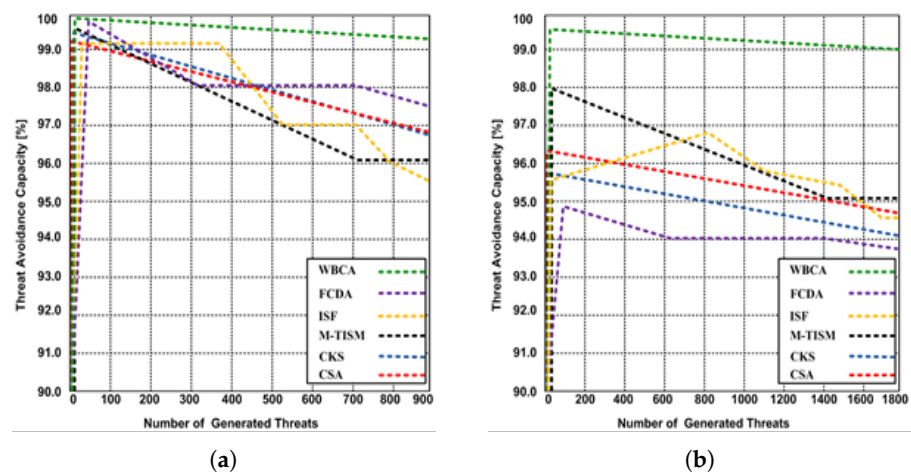 Threat Avoidance Capacity [%]
100
99.0
98.0
97.0
96.0
95.0
94.0
93.0
92.0
91.0
90.0
WBCA
FCDA
ISF
M-TISM
CKS
CSA
0 100 200 300 400 500 600 700 800 900
Number of Generated Threats
(a)
Threat Avoidance Capacity [%]
100
99.0
98.0
97.0
96.0
95.0
94.0
93.0
92.0
91.0
90.0
WBCA
FCDA
ISF
M-TISM
CKS
CSA
0 200 400 600 800 1000 1200 1400 1600 1800
Number of Generated Threats
(b)